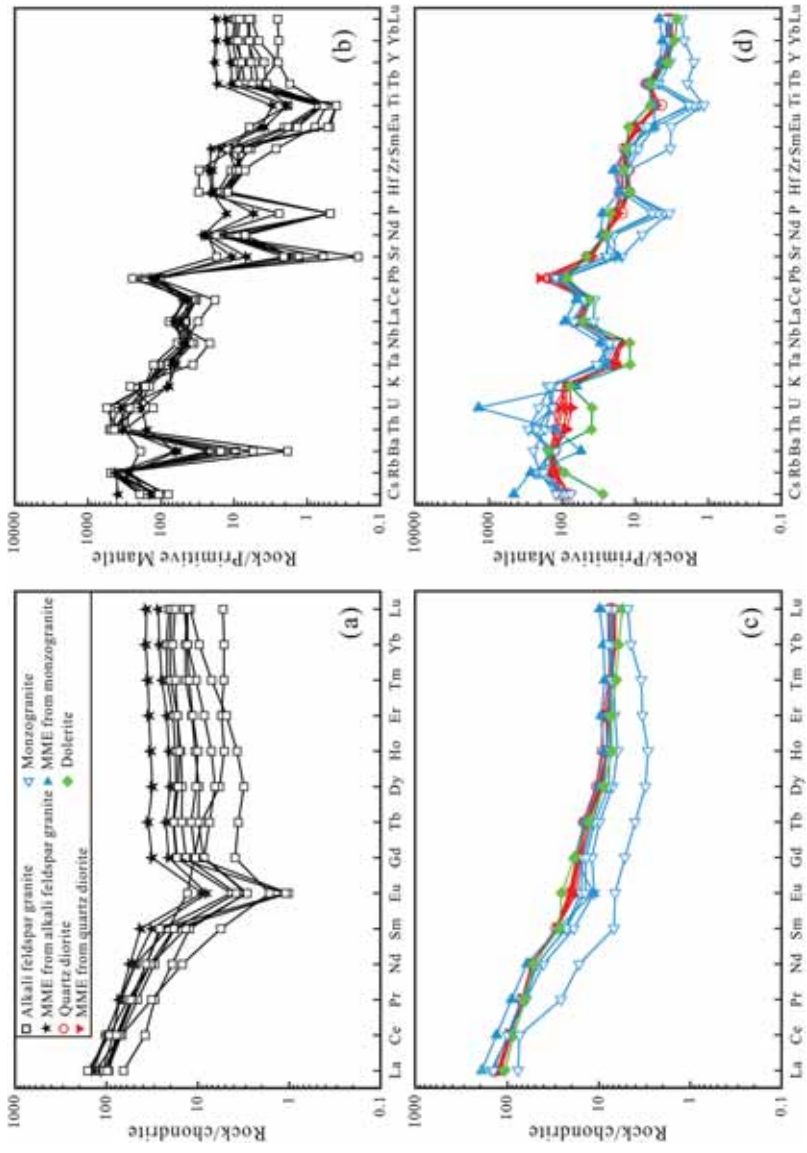 1000
100
10
1
0.1
Rock/chondrite
□ Alkali feldspar granite
★ MME from alkali feldspar granite
○ Quartz diorite
▼ MME from quartz diorite
▽ Monzogranite
▼ MME from monzogranite
◆ Dolerite
(a)
La Ce Pr Nd Sm Eu Gd Tb Dy Ho Er Tm Yb Lu
10000
1000
100
10
1
0.1
Rock/Primitive Mantle
(b)
Cs Rb Ba Th U K Ta Nb La Ce Pb Sr Nd P Hf Zr Sm Eu Ti Tb Y Yb Lu
1000
100
10
1
0.1
Rock/chondrite
(c)
La Ce Pr Nd Sm Eu Gd Tb Dy Ho Er Tm Yb Lu
10000
1000
100
10
1
0.1
Rock/Primitive Mantle
(d)
Cs Rb Ba Th U K Ta Nb La Ce Pb Sr Nd P Hf Zr Sm Eu Ti Tb Y Yb Lu